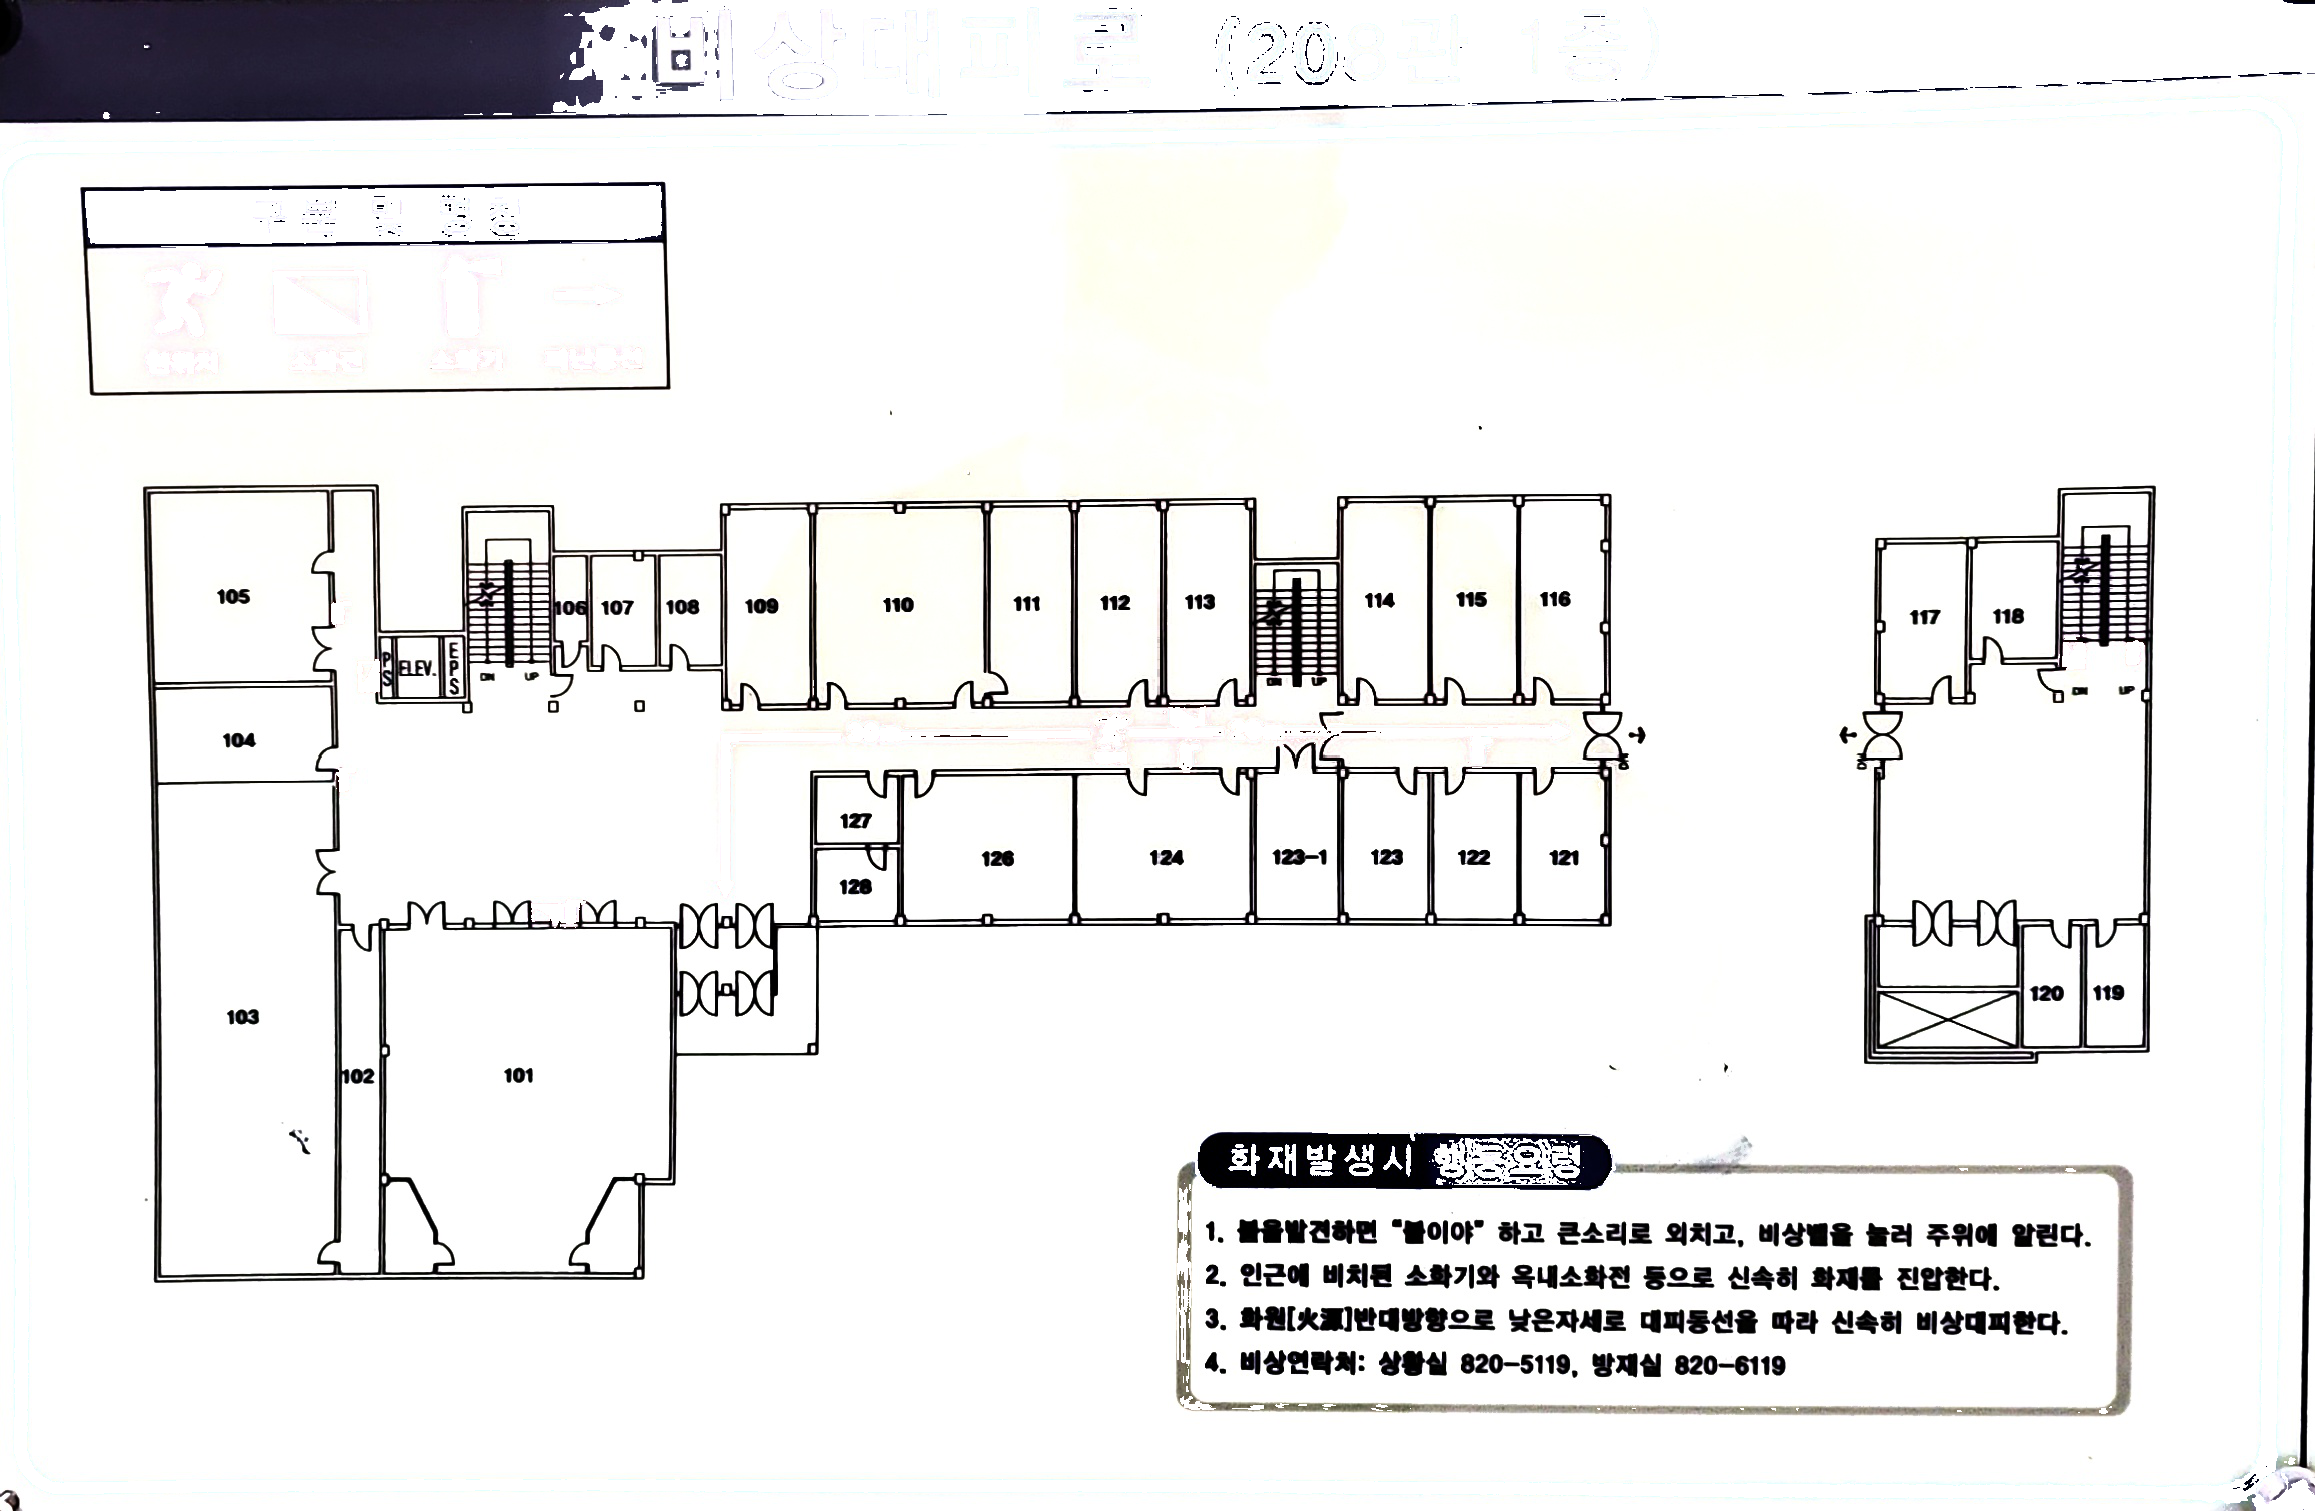 비상대피로 (20
105
106
107
108
109
110
111
112
113
114
115
116
117
118
PS
ELEV.
EPS
DN UP
DN UP
DN UP
104
DN
DN
127
126
124
123-1
123
122
121
128
103
102
101
120
119
화재발생시 행동요령
1. 불을발견하면 "불이야" 하고 큰소리로 외치고, 비상벨을 눌러 주위에 알린다.
2. 인근에 비치된 소화기와 옥내소화전 등으로 신속히 화재를 진압한다.
3. 화원[火源]반대방향으로 낮은자세로 대피동선을 따라 신속히 비상대피한다.
4. 비상연락처: 상황실 820-5119, 방재실 820-6119